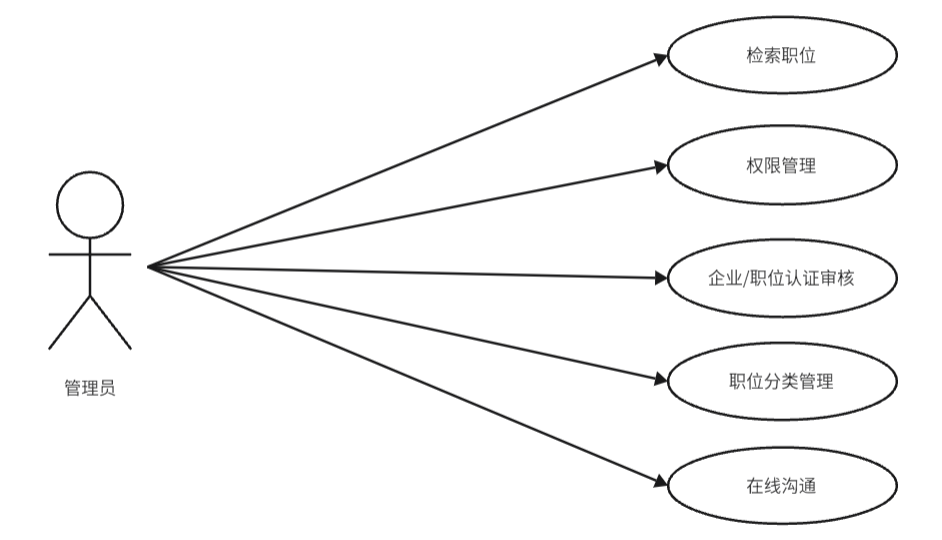 检索职位
权限管理
企业/职位认证审核
职位分类管理
管理员
在线沟通